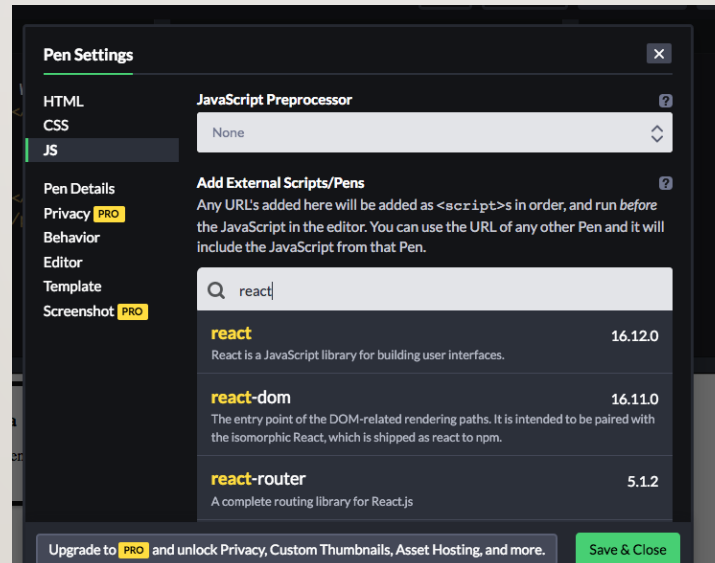 Pen Settings
HTML
CSS
JS
Pen Details
Privacy PRO
Behavior
Editor
Template
Screenshot PRO
JavaScript Preprocessor
None
Add External Scripts/Pens
Any URL's added here will be added as <script>s in order, and run before
the JavaScript in the editor. You can use the URL of any other Pen and it will
include the JavaScript from that Pen.
react
react 16.12.0
React is a JavaScript library for building user interfaces.
react-dom 16.11.0
The entry point of the DOM-related rendering paths. It is intended to be paired with
the isomorphic React, which is shipped as react to npm.
react-router 5.1.2
A complete routing library for React.js
Upgrade to PRO and unlock Privacy, Custom Thumbnails, Asset Hosting, and more.
Save & Close